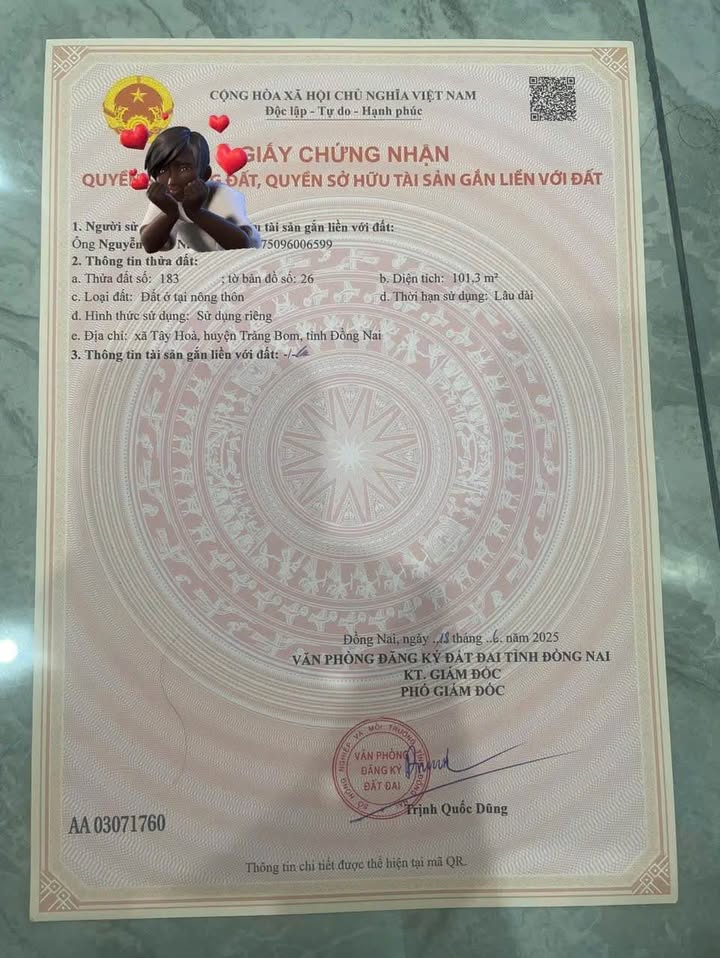 CỘNG HÒA XÃ HỘI CHỦ NGHĨA VIỆT NAM
Độc lập - Tự do - Hạnh phúc
GIẤY CHỨNG NHẬN
QUYỀN ĐẤT, QUYỀN SỞ HỮU TÀI SẢN GẮN LIỀN VỚI ĐẤT
1. Người sử tài sản gắn liền với đất:
Ông Nguyễn 75096006599
2. Thông tin thửa đất:
a. Thửa đất số: 183 ; tờ bản đồ số: 26 b. Diện tích: 101,3 m²
c. Loại đất: Đất ở tại nông thôn d. Thời hạn sử dụng: Lâu dài
đ. Hình thức sử dụng: Sử dụng riêng
e. Địa chỉ: xã Tây Hoà, huyện Trảng Bom, tỉnh Đồng Nai
3. Thông tin tài sản gắn liền với đất: -/-
Đồng Nai, ngày ..18 tháng ..6. năm 2025
VĂN PHÒNG ĐĂNG KÝ ĐẤT ĐAI TỈNH ĐỒNG NAI
KT. GIÁM ĐỐC
PHÓ GIÁM ĐỐC
VĂN PHÒNG
ĐĂNG KÝ
ĐẤT ĐAI
Trịnh Quốc Dũng
AA 03071760
Thông tin chi tiết được thể hiện tại mã QR.